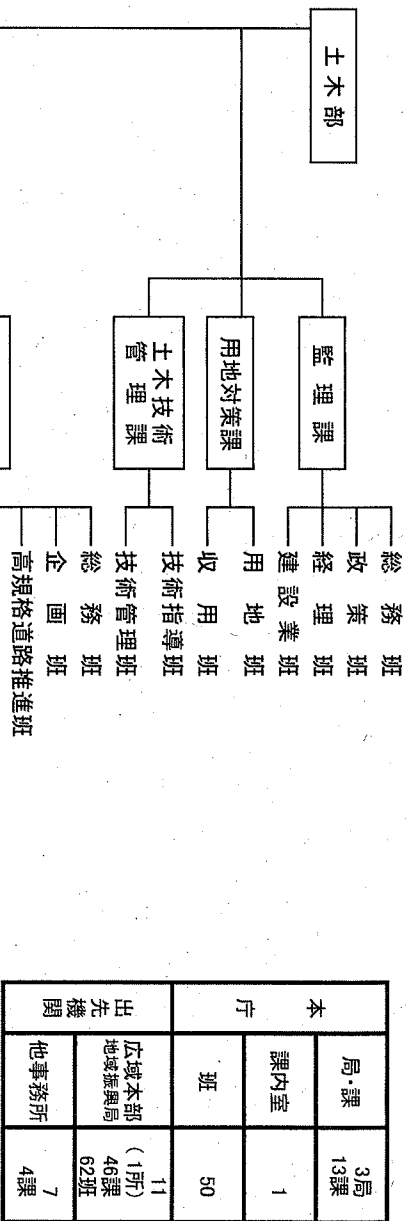 土木部
監理課
総務班
政策班
経理班
建設業班
用地対策課
用地班
収用班
土木技術
管理課
技術指導班
技術管理班
総務班
企画班
高規格道路推進班
本庁
局・課
3局
13課
課内室
1
班
50
出先
機関
広域本部
地域振興局
11
(1所)
46課
62班
他事務所
7
4課